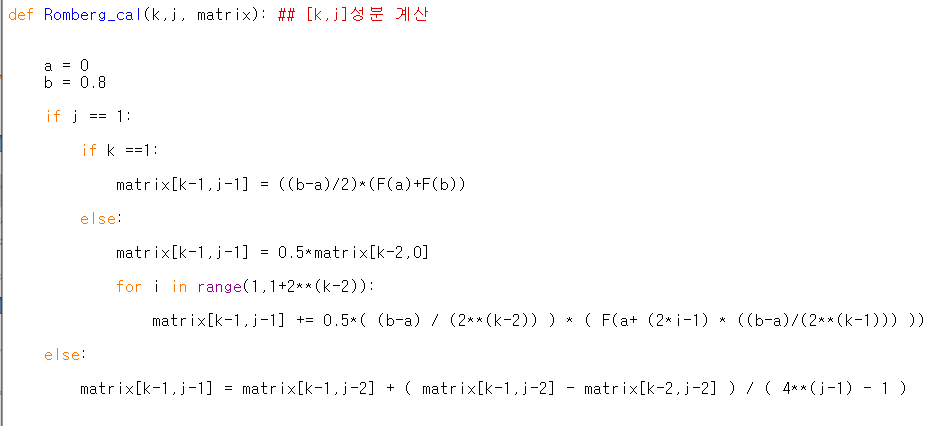 def Romberg_cal(k,j, matrix): ## [k,j]성분 계산
a = 0
b = 0.8
if j == 1:
if k ==1:
matrix[k-1,j-1] = ((b-a)/2)*(F(a)+F(b))
else:
matrix[k-1,j-1] = 0.5*matrix[k-2,0]
for i in range(1,1+2**(k-2)):
matrix[k-1,j-1] += 0.5*( (b-a) / (2**(k-2)) ) * ( F(a+ (2*i-1) * ((b-a)/(2**(k-1))) ))
else:
matrix[k-1,j-1] = matrix[k-1,j-2] + ( matrix[k-1,j-2] - matrix[k-2,j-2] ) / ( 4**(j-1) - 1 )